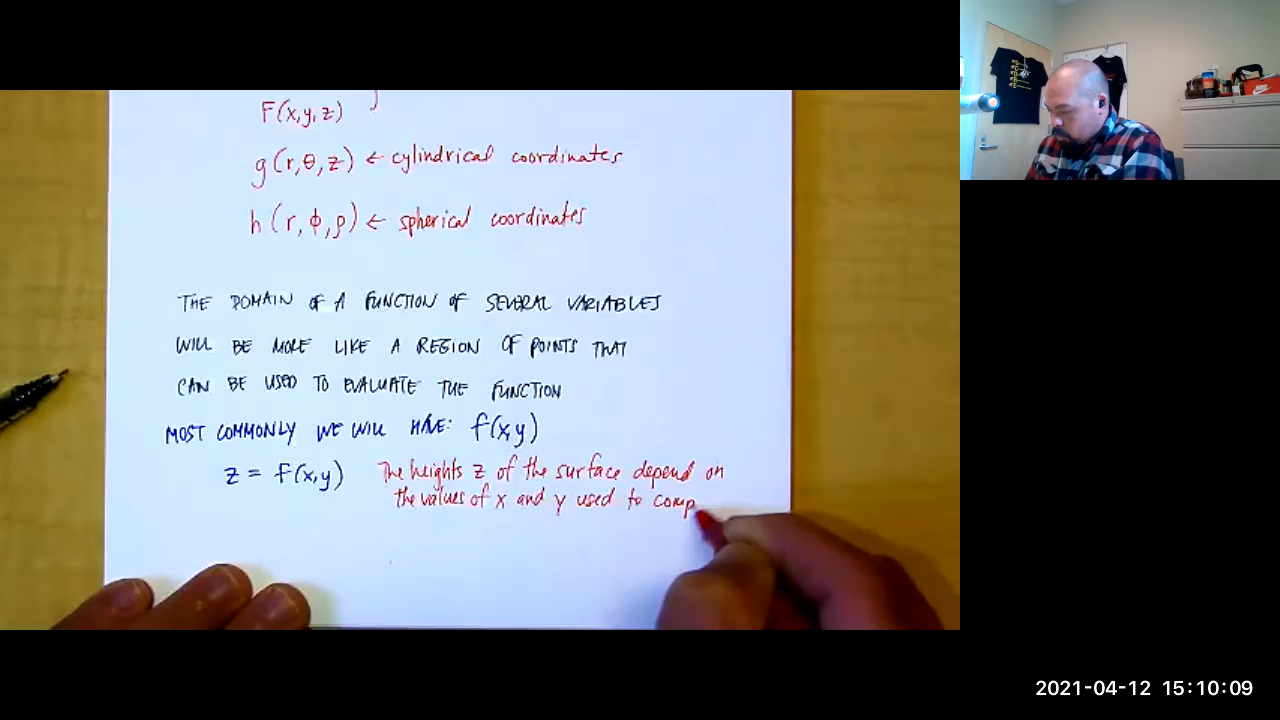 F(x,y,z)
g(r,θ,z) ← cylindrical coordinates
h(r,ϕ,ρ) ← spherical coordinates
THE DOMAIN OF A FUNCTION OF SEVERAL VARIABLES
WILL BE MORE LIKE A REGION OF POINTS THAT
CAN BE USED TO EVALUATE THE FUNCTION
MOST COMMONLY WE WILL HAVE: f(x,y)
z = f(x,y) The heights z of the surface depend on
the values of x and y used to comp
2021-04-12 15:10:09